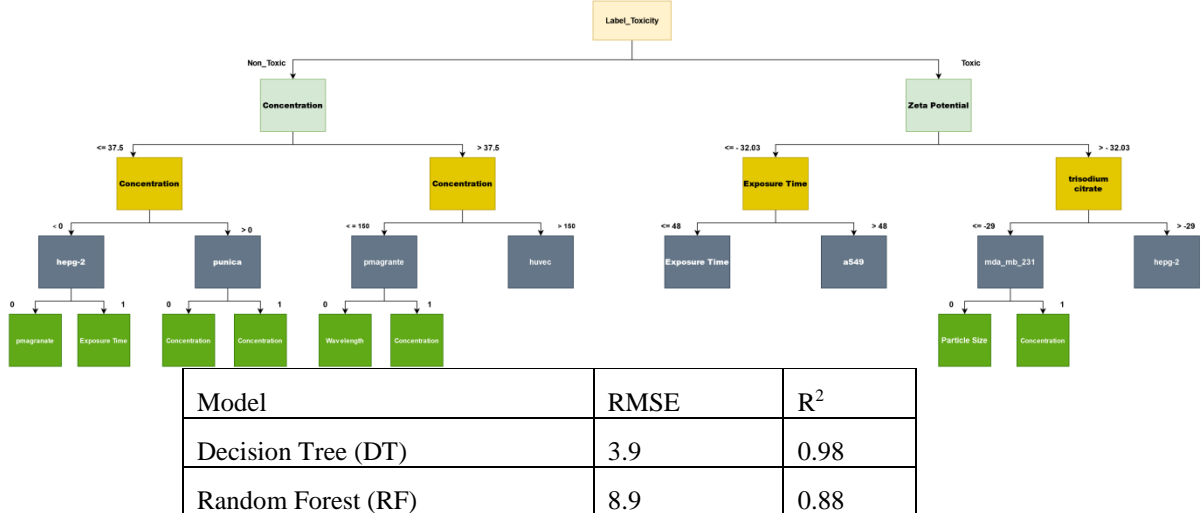 Label_Toxicity
Non_Toxic Toxic
Concentration Zeta Potential
<= 37.5 > 37.5 <= - 32.03 > - 32.03
Concentration Concentration Exposure Time trisodium
citrate
< 0 > 0 < = 150 > 150 <= 48 > 48 <= -29 > -29
hepg-2 punica pmagrante huvec Exposure Time a549 mda_mb_231 hepg-2
0 1 0 1 0 1 0 1
pmagranate Exposure Time Concentration Concentration Wavelength Concentration Particle Size Concentration
Model RMSE R²
Decision Tree (DT) 3.9 0.98
Random Forest (RF) 8.9 0.88